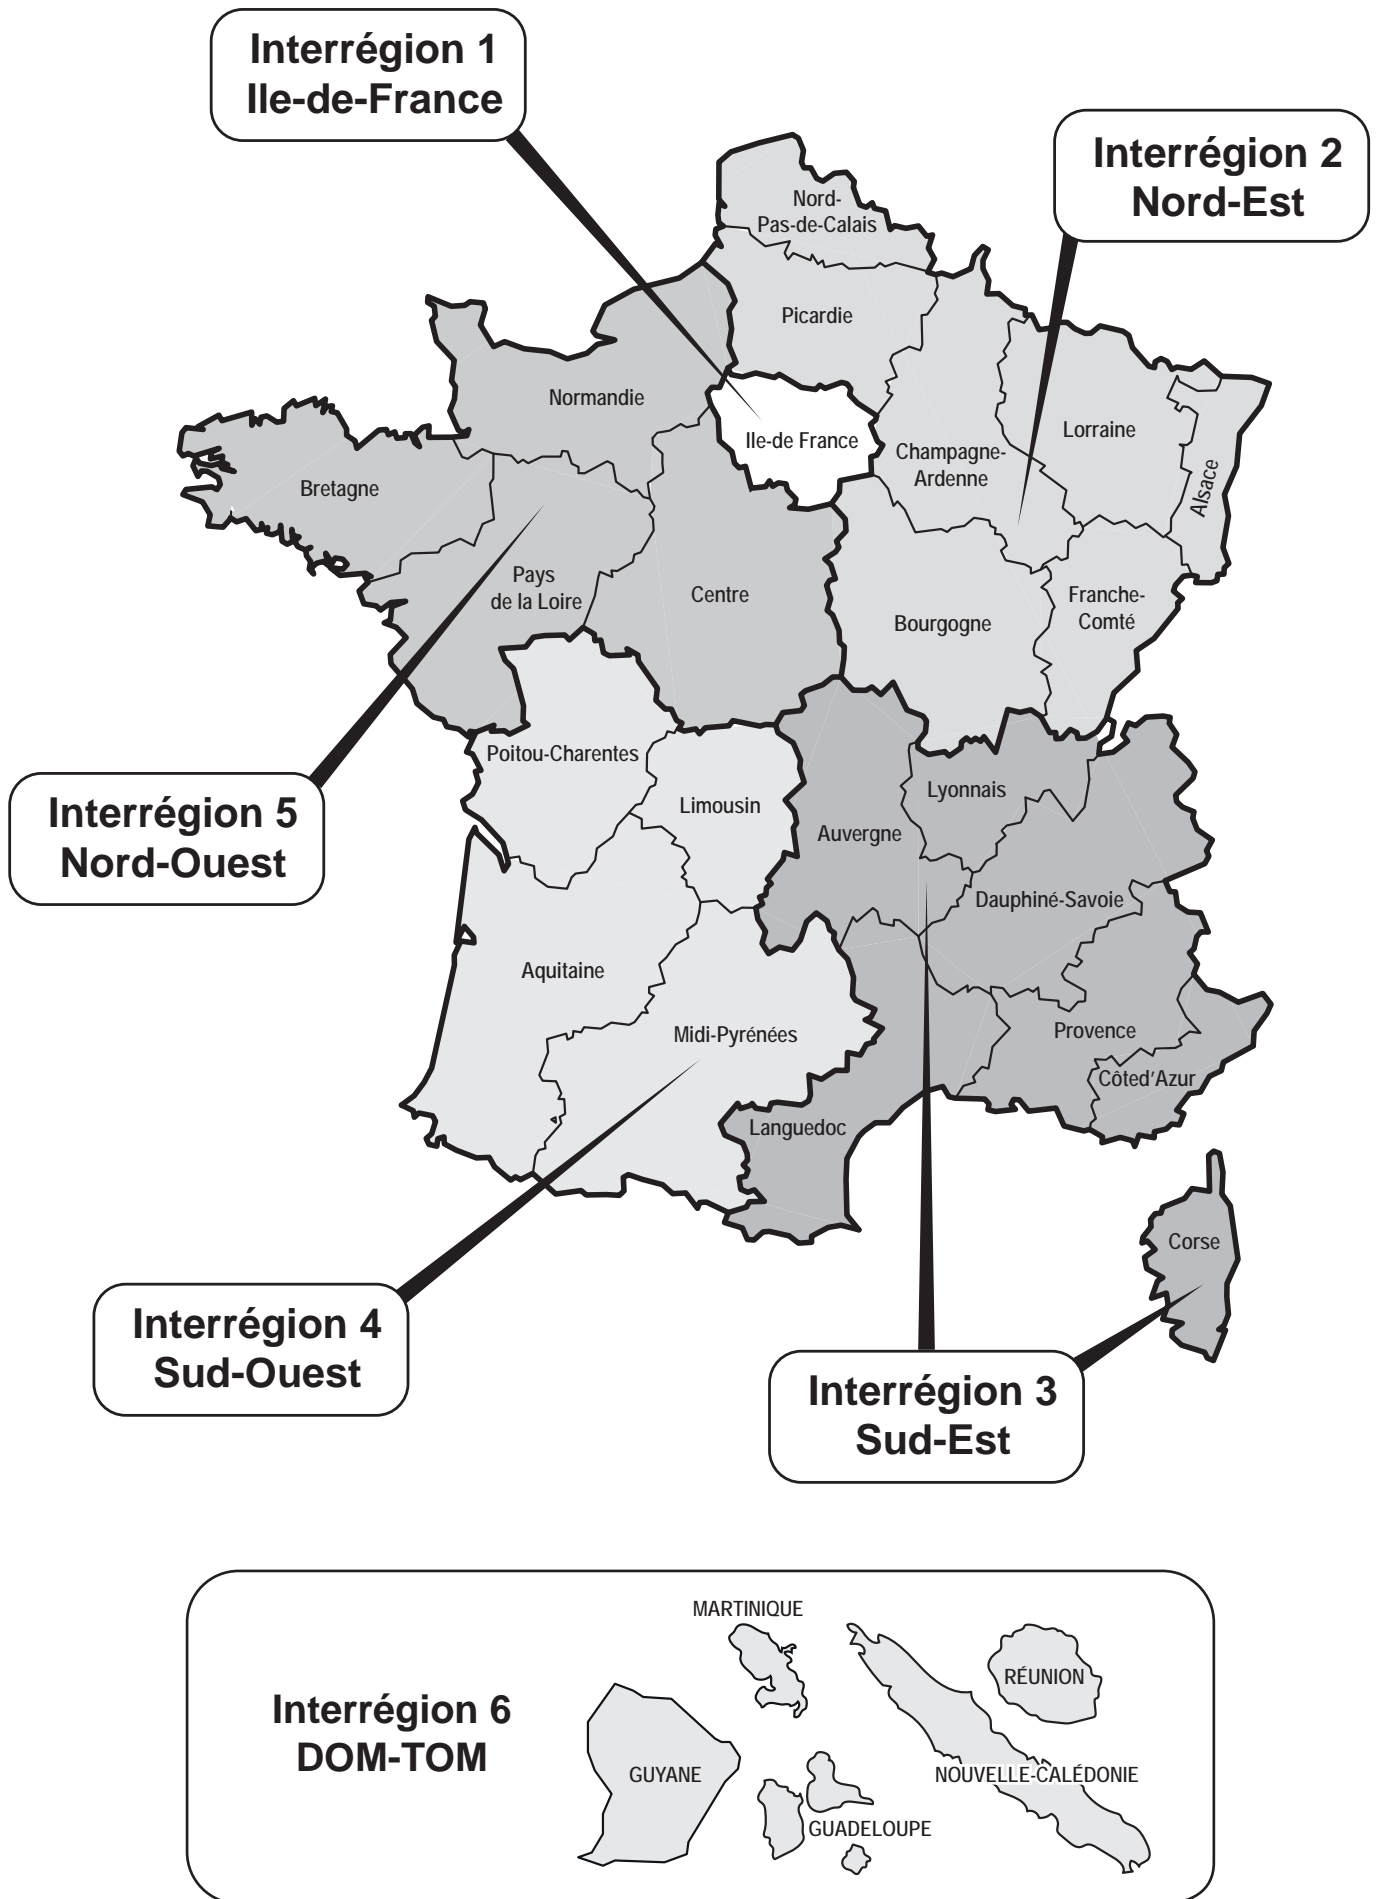 Interrégion 1
Ile-de-France
Interrégion 2
Nord-Est
Nord-
Pas-de-Calais
Picardie
Normandie
Ile-de France
Champagne-
Ardenne
Lorraine
Alsace
Bretagne
Pays
de la Loire
Centre
Bourgogne
Franche-
Comté
Poitou-Charentes
Limousin
Auvergne
Lyonnais
Interrégion 5
Nord-Ouest
Dauphiné-Savoie
Aquitaine
Midi-Pyrénées
Provence
Côted'Azur
Languedoc
Corse
Interrégion 4
Sud-Ouest
Interrégion 3
Sud-Est
MARTINIQUE
RÉUNION
Interrégion 6
DOM-TOM
GUYANE
NOUVELLE-CALÉDONIE
GUADELOUPE